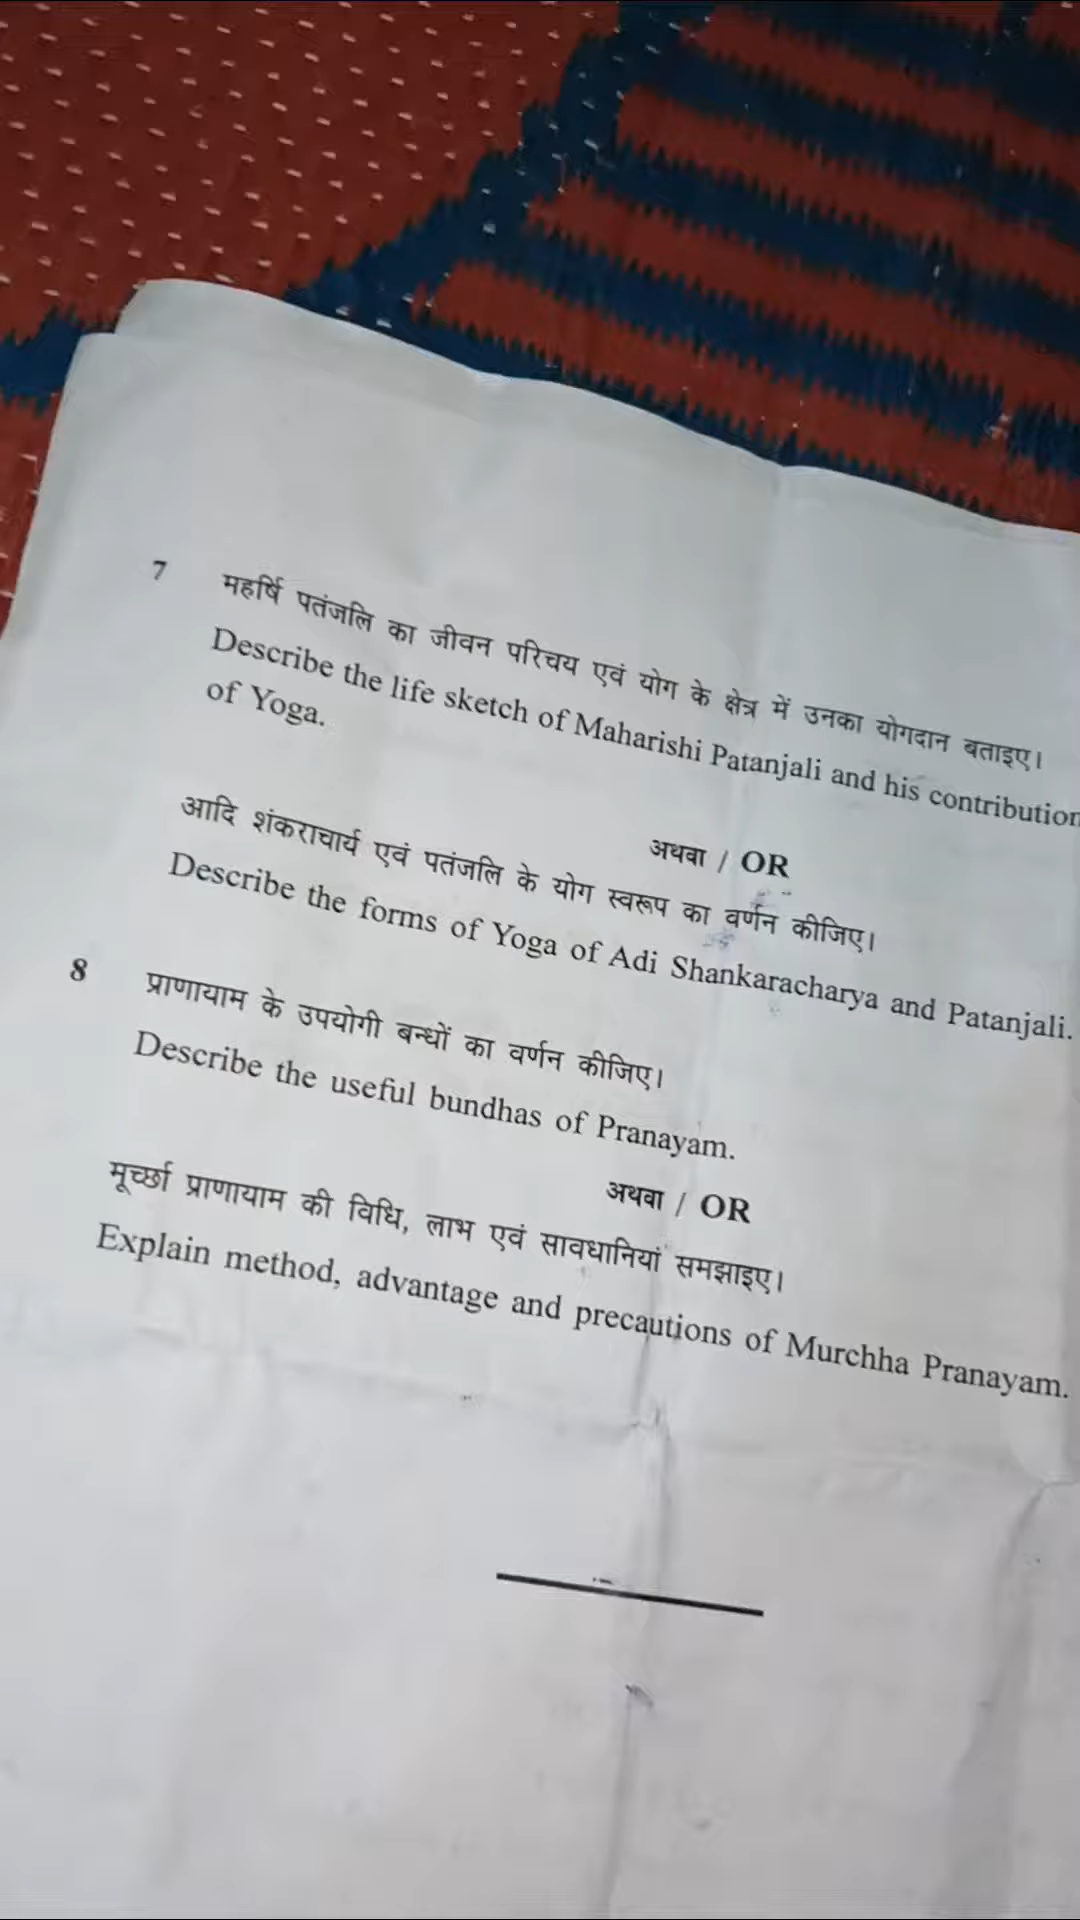 7 महर्षि पतंजलि का जीवन परिचय एवं योग के क्षेत्र में उनका योगदान बताइए।
Describe the life sketch of Maharishi Patanjali and his contribution
of Yoga.
अथवा / OR
आदि शंकराचार्य एवं पतंजलि के योग स्वरूप का वर्णन कीजिए।
Describe the forms of Yoga of Adi Shankaracharya and Patanjali.
8 प्राणायाम के उपयोगी बन्धों का वर्णन कीजिए।
Describe the useful bundhas of Pranayam.
अथवा / OR
मूर्च्छा प्राणायाम की विधि, लाभ एवं सावधानियां समझाइए।
Explain method, advantage and precautions of Murchha Pranayam.